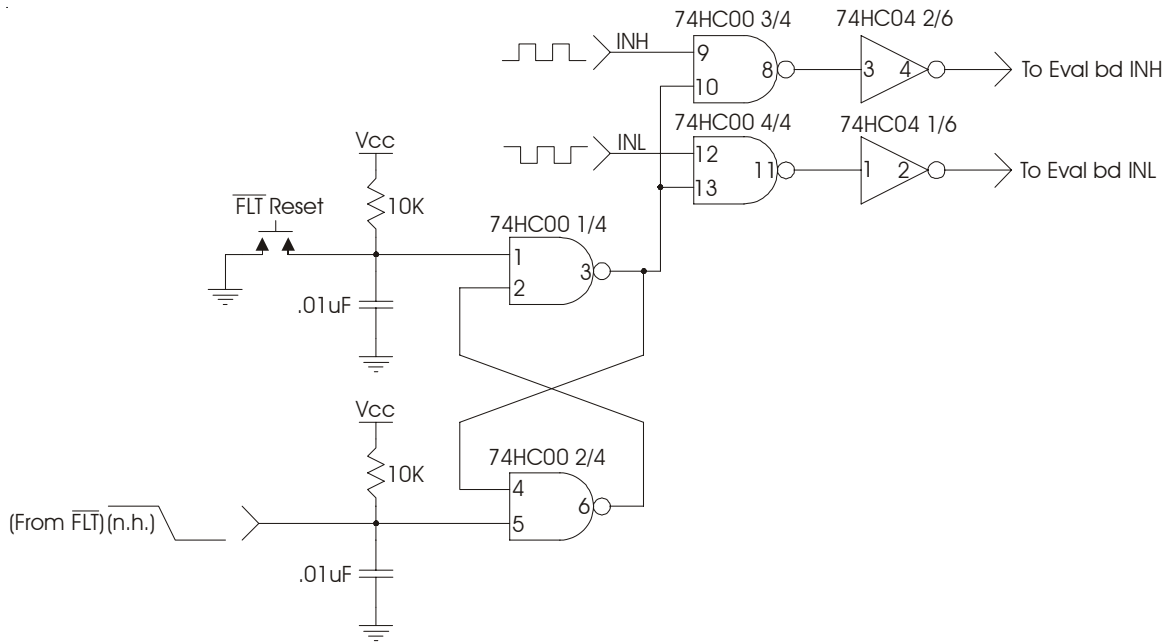 74HC00 3/4
74HC04 2/6
INH
9
10
8
3
4
To Eval bd INH
74HC00 4/4
74HC04 1/6
INL
12
13
11
1
2
To Eval bd INL
Vcc
10K
FLT Reset
74HC00 1/4
1
2
3
.01uF
Vcc
10K
74HC00 2/4
4
5
6
(From FLT)(n.h.)
.01uF